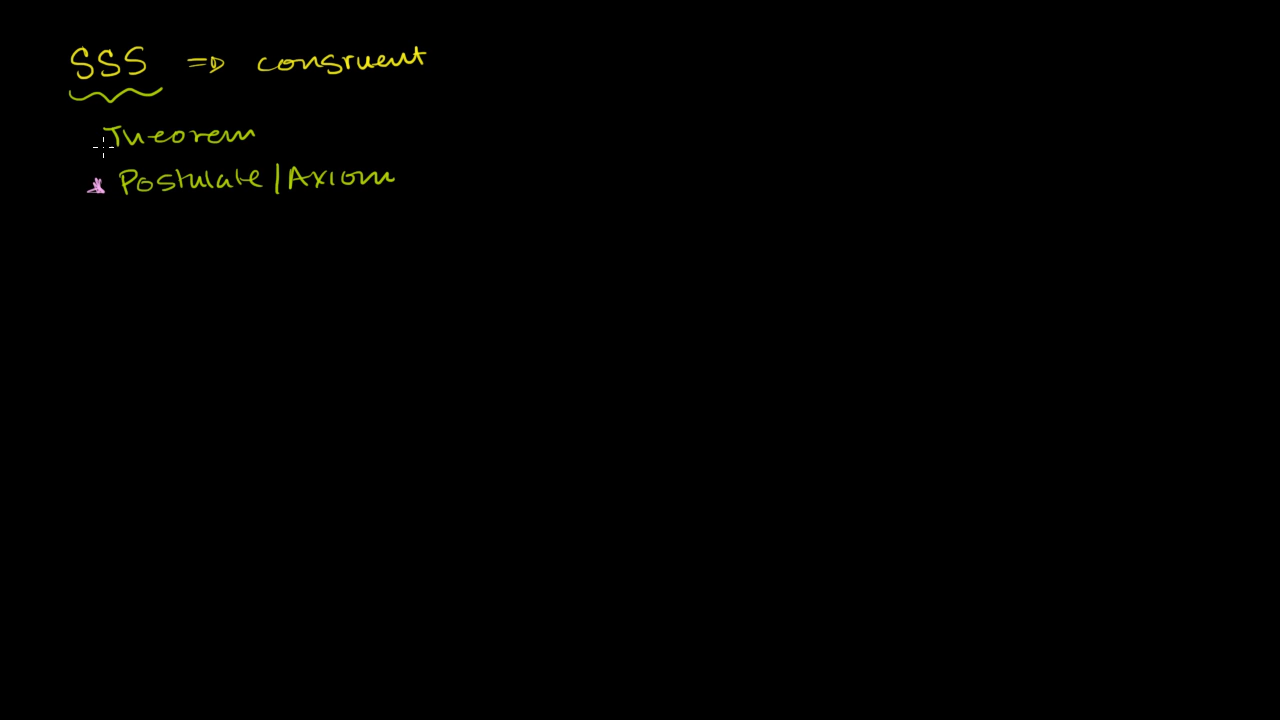 SSS => congruent
Theorem
* Postulate/Axiom